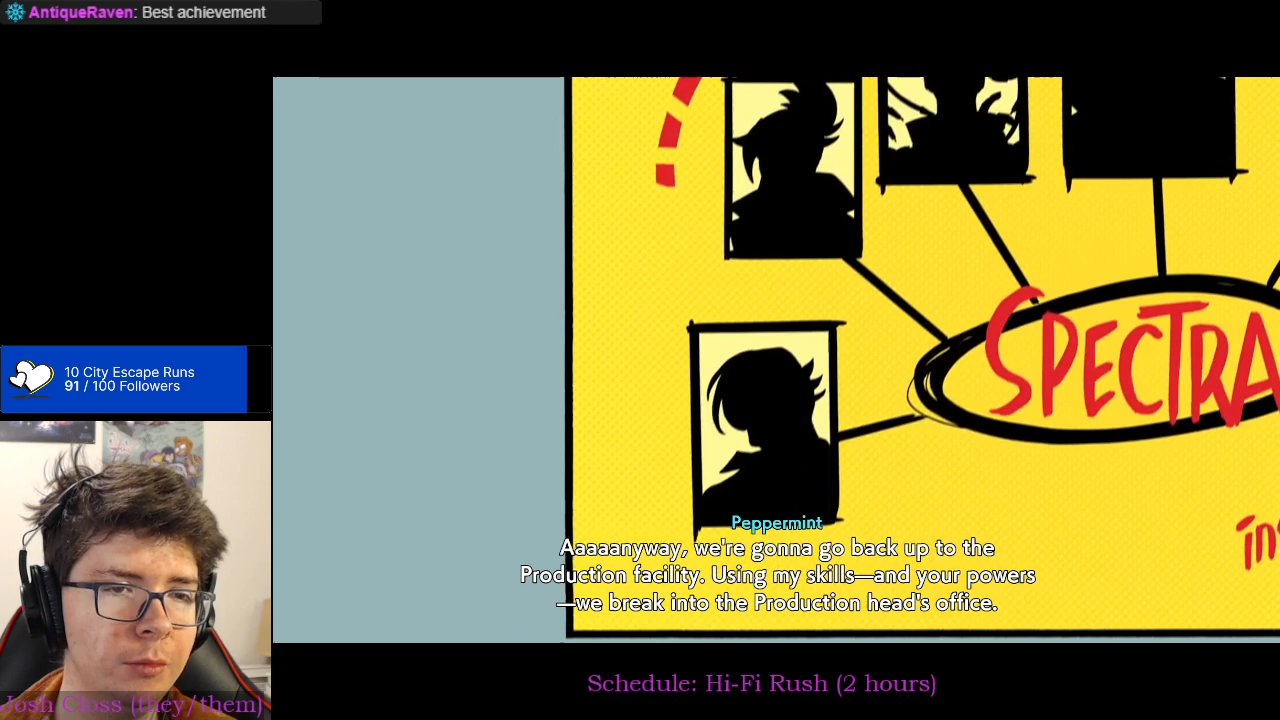 AntiqueRaven: Best achievement
SPECTRA
10 City Escape Runs
91 / 100 Followers
in
Peppermint
Aaaaanyway, we're gonna go back up to the
Production facility. Using my skills—and your powers
—we break into the Production head's office.
Schedule: Hi-Fi Rush (2 hours)
Josh Closs (they/them)